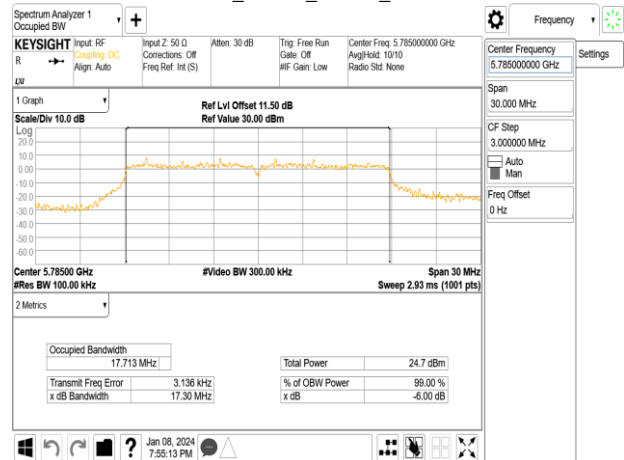 Spectrum Analyzer 1
Occupied BW
Frequency
KEYSIGHT
R
LXI
Input: RF
Coupling: DC
Align: Auto
Input Z: 50 Ω
Corrections: Off
Freq Ref: Int (S)
Atten: 30 dB
Trig: Free Run
Gate: Off
#IF Gain: Low
Center Freq: 5.785000000 GHz
Avg|Hold: 10/10
Radio Std: None
Center Frequency
5.785000000 GHz
Settings
Span
30.000 MHz
CF Step
3.000000 MHz
Auto
Man
Freq Offset
0 Hz
1 Graph
Scale/Div 10.0 dB
Ref Lvl Offset 11.50 dB
Ref Value 30.00 dBm
Log
20.0
10.0
0.00
-10.0
-20.0
-30.0
-40.0
-50.0
-60.0
Center 5.78500 GHz
#Res BW 100.00 kHz
#Video BW 300.00 kHz
Span 30 MHz
Sweep 2.93 ms (1001 pts)
2 Metrics
Occupied Bandwidth
17.713 MHz
Transmit Freq Error 3.136 kHz
x dB Bandwidth 17.30 MHz
Total Power 24.7 dBm
% of OBW Power 99.00 %
x dB -6.00 dB
?
Jan 08, 2024
7:55:13 PM